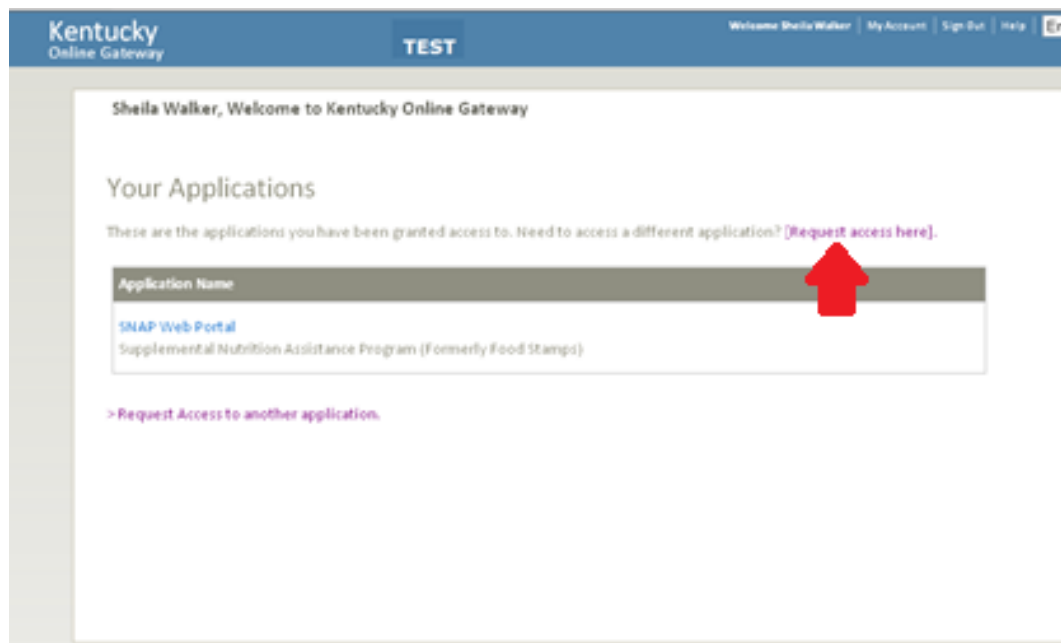 Kentucky
Online Gateway
TEST
Welcome Sheila Walker | My Account | Sign Out | Help | En
Sheila Walker, Welcome to Kentucky Online Gateway
Your Applications
These are the applications you have been granted access to. Need to access a different application? [Request access here].
Application Name
SNAP Web Portal
Supplemental Nutrition Assistance Program (Formerly Food Stamps)
> Request Access to another application.